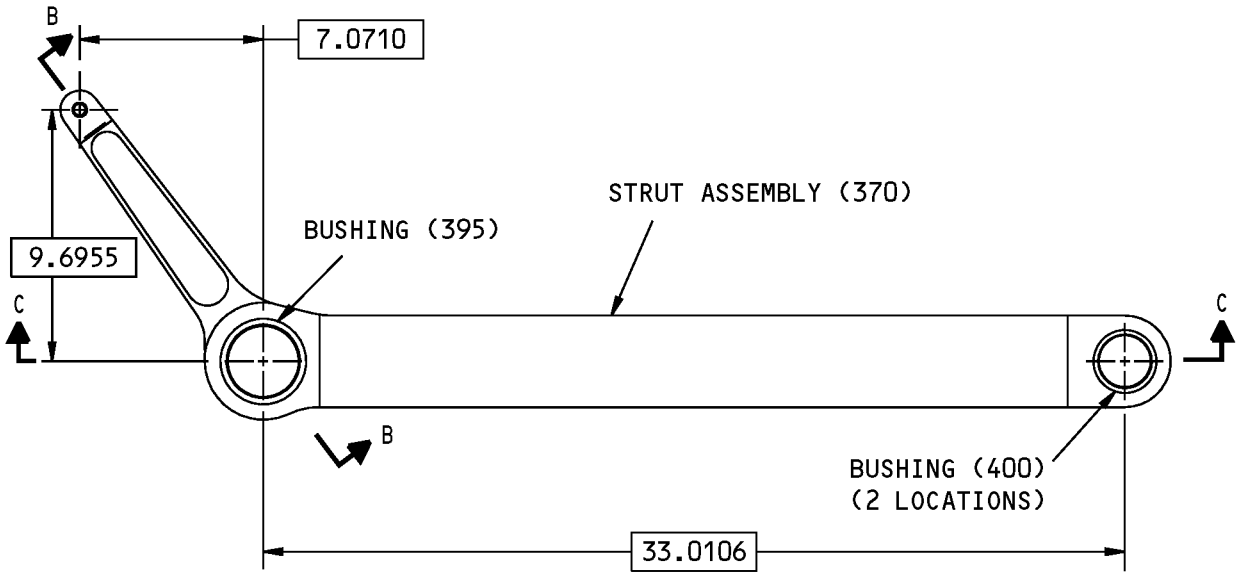 B
7.0710
STRUT ASSEMBLY (370)
BUSHING (395)
9.6955
C
C
B
BUSHING (400)
(2 LOCATIONS)
33.0106